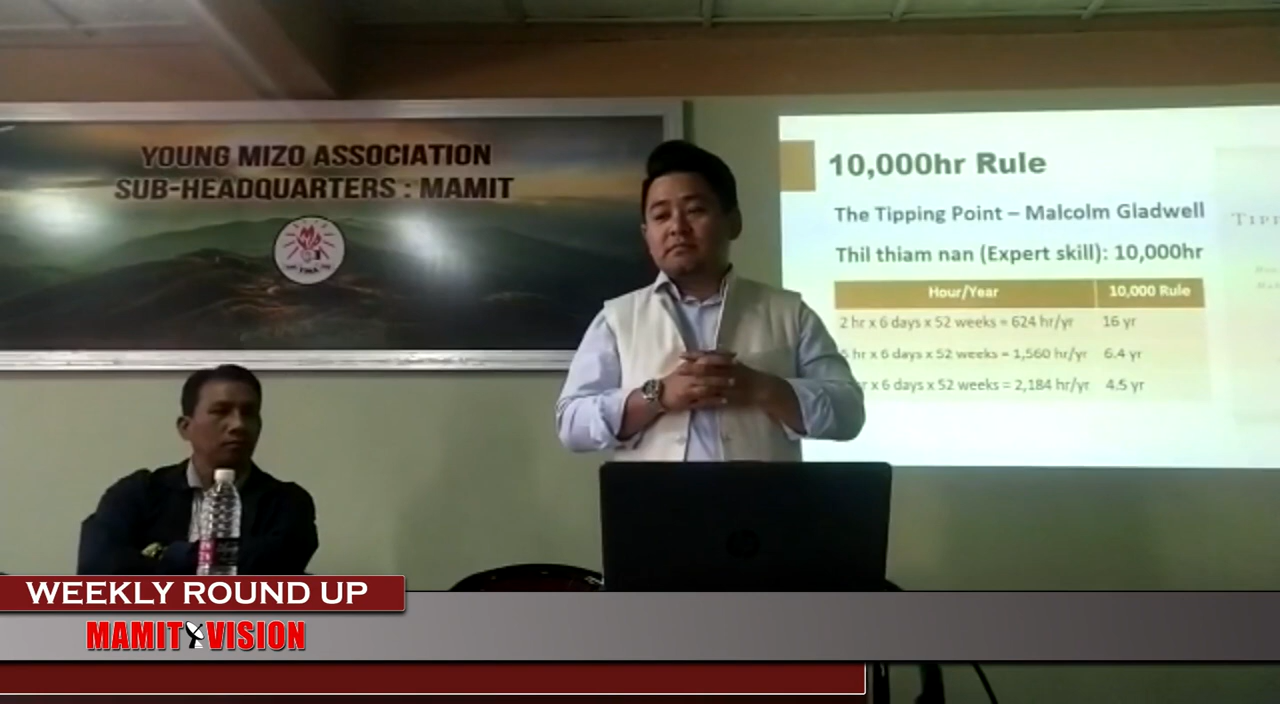 YOUNG MIZO ASSOCIATION
SUB-HEADQUARTERS : MAMIT
YMA
10,000hr Rule
The Tipping Point – Malcolm Gladwell
Thil thiam nan (Expert skill): 10,000hr
Hour/Year 10,000 Rule
2 hr x 6 days x 52 weeks = 624 hr/yr 16 yr
hr x 6 days x 52 weeks = 1,560 hr/yr 6.4 yr
x 6 days x 52 weeks = 2,184 hr/yr 4.5 yr
TIPP
WEEKLY ROUND UP
MAMIT VISION